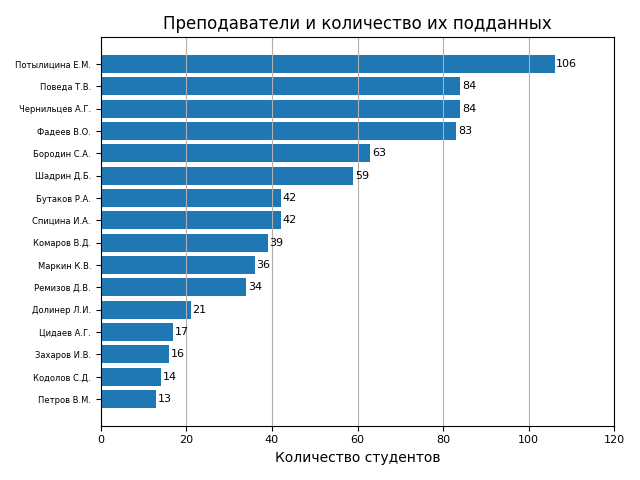 Преподаватели и количество их подданных
Потылицина Е.М. 106
Поведа Т.В. 84
Чернильцев А.Г. 84
Фадеев В.О. 83
Бородин С.А. 63
Шадрин Д.Б. 59
Бутаков Р.А. 42
Спицина И.А. 42
Комаров В.Д. 39
Маркин К.В. 36
Ремизов Д.В. 34
Долинер Л.И. 21
Цидаев А.Г. 17
Захаров И.В. 16
Кодолов С.Д. 14
Петров В.М. 13
0 20 40 60 80 100 120
Количество студентов